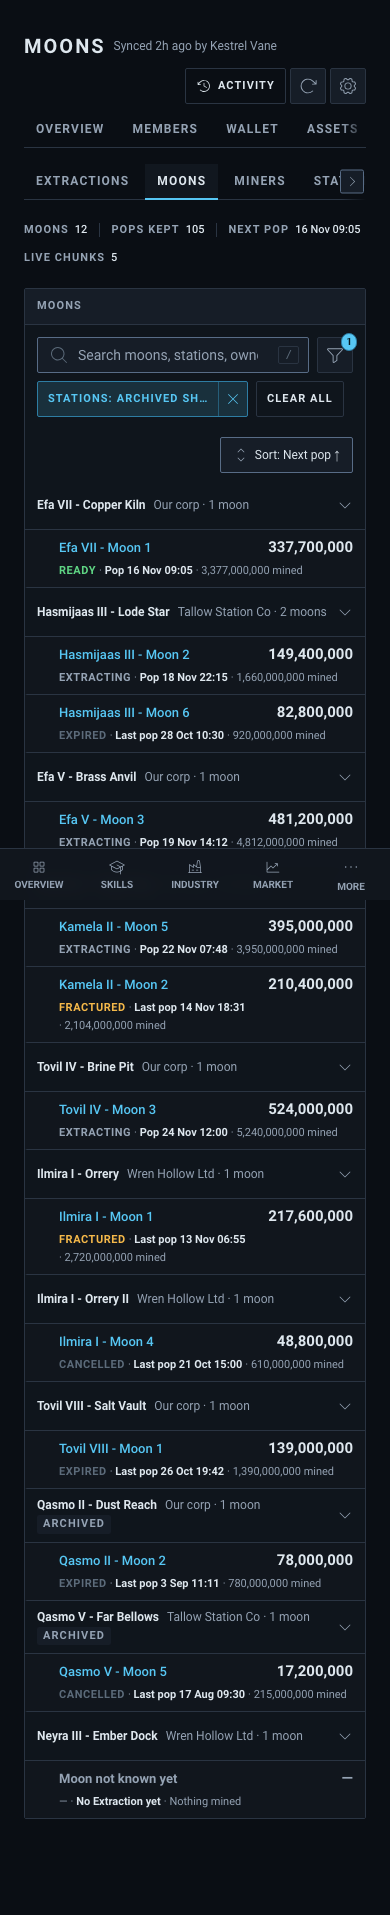 MOONS Synced 2h ago by Kestrel Vane
ACTIVITY
OVERVIEW MEMBERS WALLET ASSETS
EXTRACTIONS MOONS MINERS
MOONS 12 POPS KEPT 105 NEXT POP 16 Nov 09:05
LIVE CHUNKS 5
MOONS
Search moons, stations, own /
1
STATIONS: ARCHIVED SH… CLEAR ALL
Sort: Next pop ↑
Efa VII - Copper Kiln Our corp · 1 moon
Efa VII - Moon 1 337,700,000
READY · Pop 16 Nov 09:05 · 3,377,000,000 mined
Hasmijaas III - Lode Star Tallow Station Co · 2 moons
Hasmijaas III - Moon 2 149,400,000
EXTRACTING · Pop 18 Nov 22:15 · 1,660,000,000 mined
Hasmijaas III - Moon 6 82,800,000
EXPIRED · Last pop 28 Oct 10:30 · 920,000,000 mined
Efa V - Brass Anvil Our corp · 1 moon
Efa V - Moon 3 481,200,000
EXTRACTING · Pop 19 Nov 14:12 · 4,812,000,000 mined
OVERVIEW SKILLS INDUSTRY MARKET MORE
Kamela II - Moon 5 395,000,000
EXTRACTING · Pop 22 Nov 07:48 · 3,950,000,000 mined
Kamela II - Moon 2 210,400,000
FRACTURED · Last pop 14 Nov 18:31
· 2,104,000,000 mined
Tovil IV - Brine Pit Our corp · 1 moon
Tovil IV - Moon 3 524,000,000
EXTRACTING · Pop 24 Nov 12:00 · 5,240,000,000 mined
Ilmira I - Orrery Wren Hollow Ltd · 1 moon
Ilmira I - Moon 1 217,600,000
FRACTURED · Last pop 13 Nov 06:55
· 2,720,000,000 mined
Ilmira I - Orrery II Wren Hollow Ltd · 1 moon
Ilmira I - Moon 4 48,800,000
CANCELLED · Last pop 21 Oct 15:00 · 610,000,000 mined
Tovil VIII - Salt Vault Our corp · 1 moon
Tovil VIII - Moon 1 139,000,000
EXPIRED · Last pop 26 Oct 19:42 · 1,390,000,000 mined
Qasmo II - Dust Reach Our corp · 1 moon
ARCHIVED
Qasmo II - Moon 2 78,000,000
EXPIRED · Last pop 3 Sep 11:11 · 780,000,000 mined
Qasmo V - Far Bellows Tallow Station Co · 1 moon
ARCHIVED
Qasmo V - Moon 5 17,200,000
CANCELLED · Last pop 17 Aug 09:30 · 215,000,000 mined
Neyra III - Ember Dock Wren Hollow Ltd · 1 moon
Moon not known yet —
— · No Extraction yet · Nothing mined